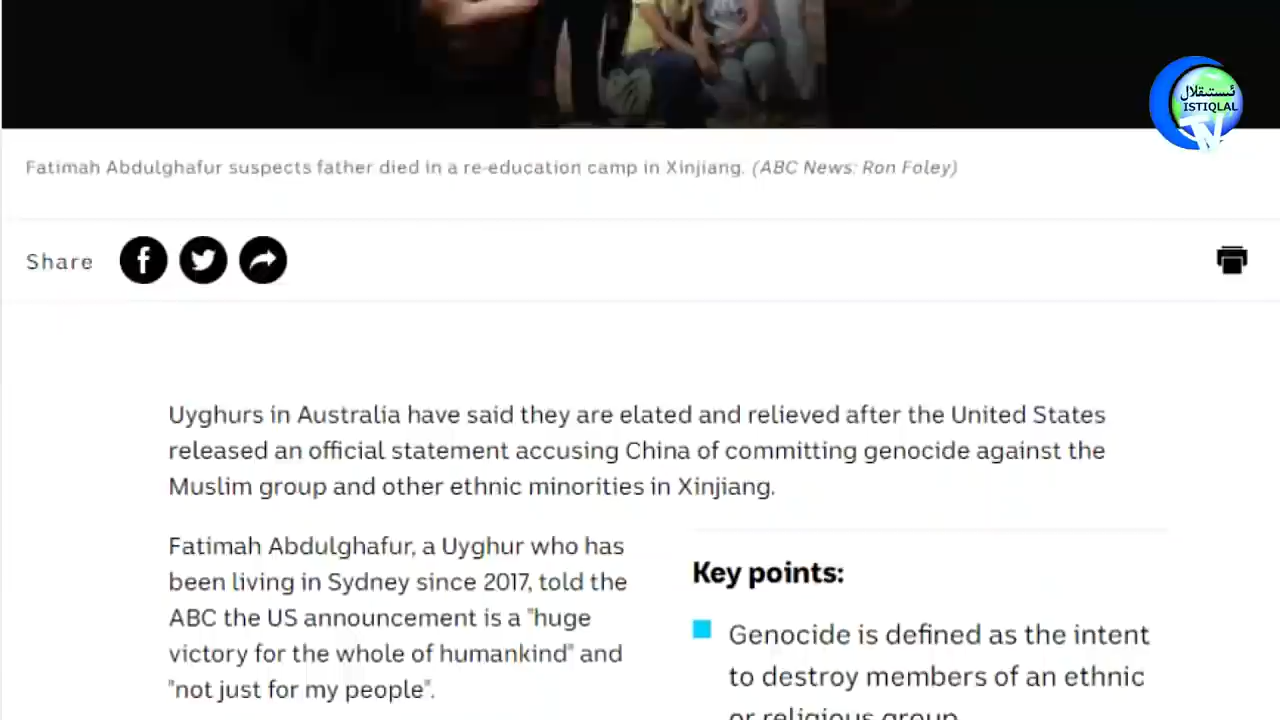 ئىستىقلال
ISTIQLAL
TV
Fatimah Abdulghafur suspects father died in a re-education camp in Xinjiang. (ABC News: Ron Foley)
Share
Uyghurs in Australia have said they are elated and relieved after the United States
released an official statement accusing China of committing genocide against the
Muslim group and other ethnic minorities in Xinjiang.
Fatimah Abdulghafur, a Uyghur who has
been living in Sydney since 2017, told the
ABC the US announcement is a "huge
victory for the whole of humankind" and
"not just for my people".
Key points:
Genocide is defined as the intent
to destroy members of an ethnic
or religious group